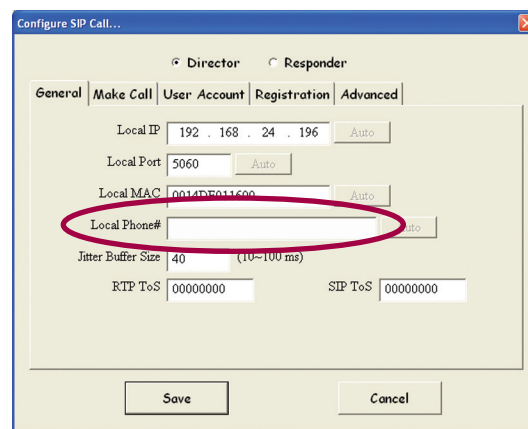 Configure SIP Call...
Director Responder
General Make Call User Account Registration Advanced
Local IP 192 . 168 . 24 . 196 Auto
Local Port 5060 Auto
Local MAC Auto
Local Phone# Auto
Jitter Buffer Size 40 (10~100 ms)
RTP ToS 00000000 SIP ToS 00000000
Save Cancel